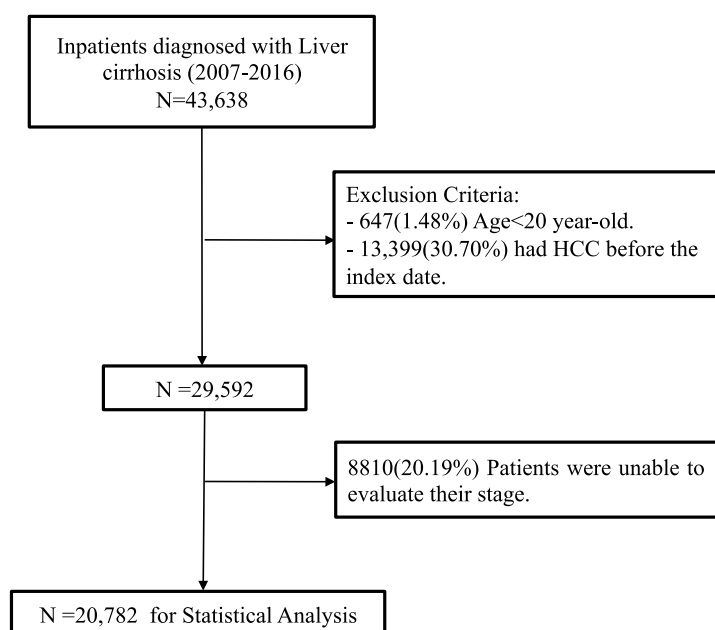 Inpatients diagnosed with Liver
cirrhosis (2007-2016)
N=43,638
Exclusion Criteria:
- 647(1.48%) Age<20 year-old.
- 13,399(30.70%) had HCC before the
index date.
N =29,592
8810(20.19%) Patients were unable to
evaluate their stage.
N =20,782 for Statistical Analysis